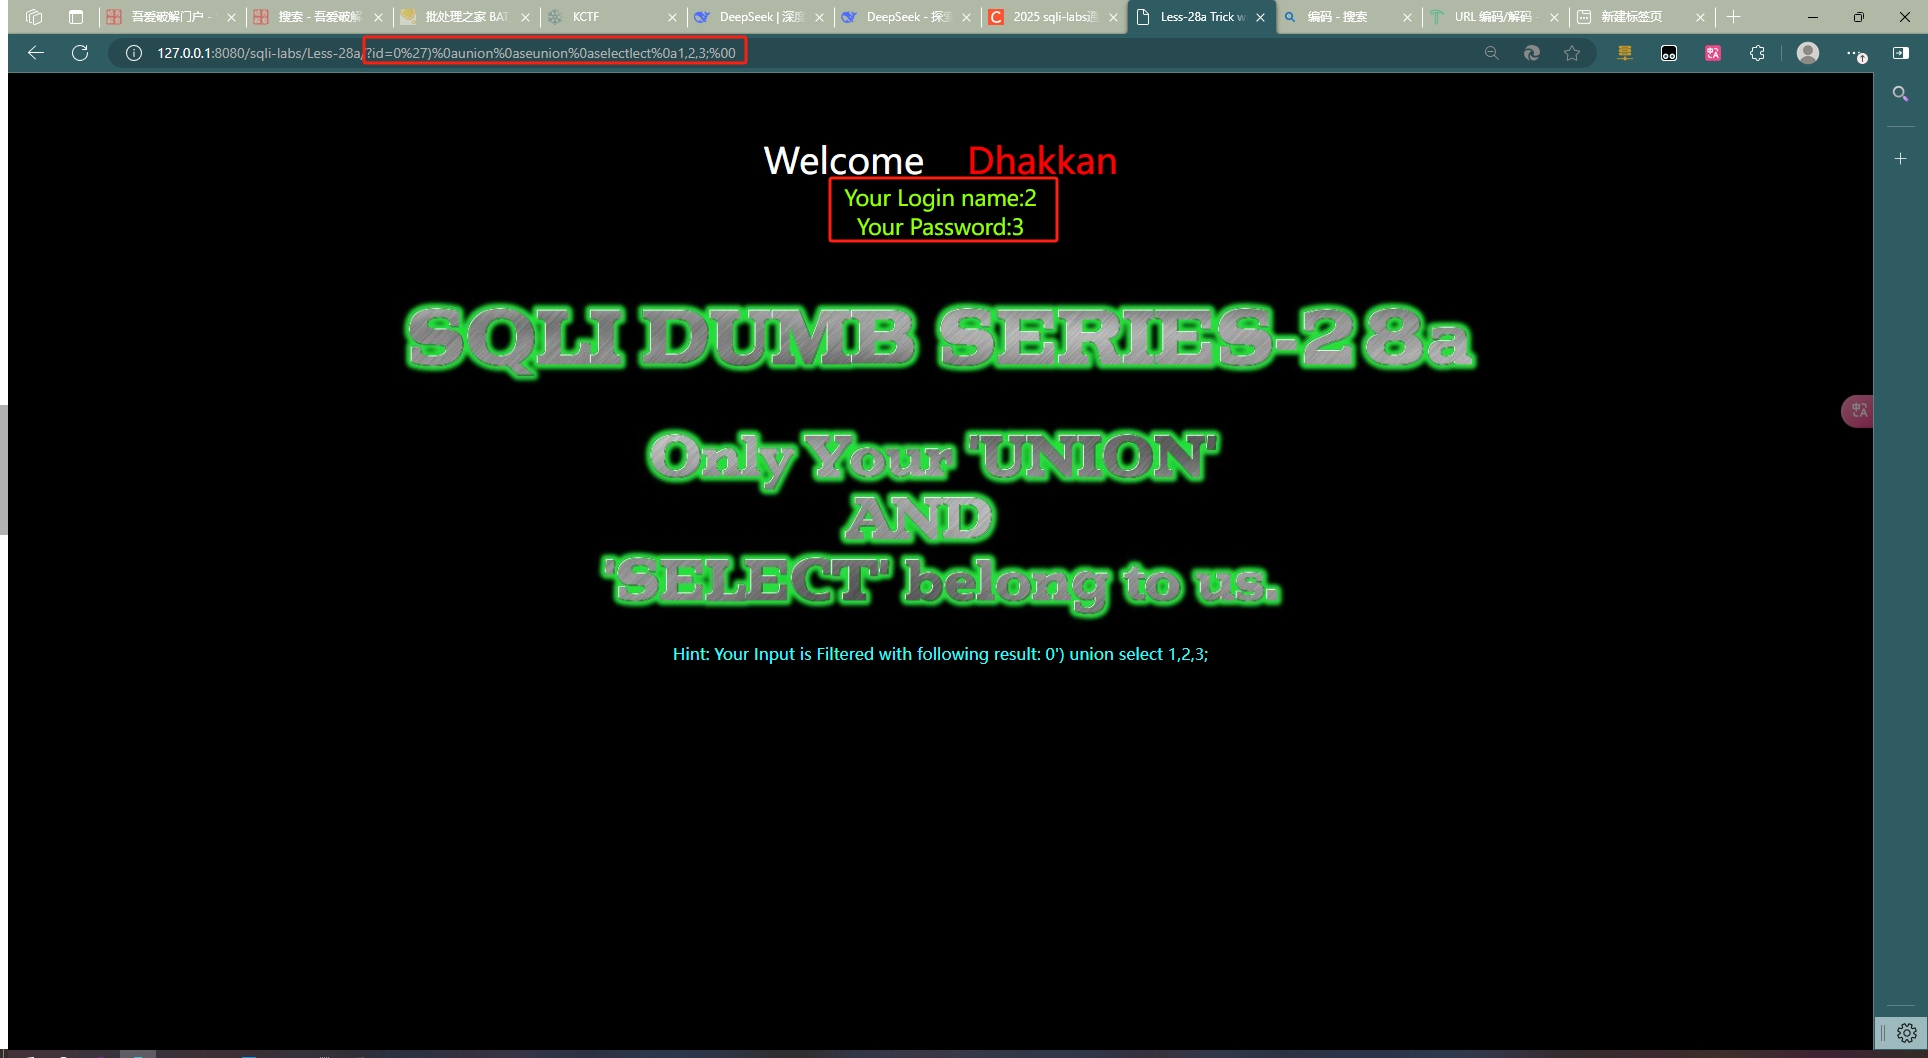 吾爱破解门户 -
搜索 - 吾爱破解
批处理之家 BAT
KCTF
DeepSeek | 深度
DeepSeek - 探索
2025 sqli-labs通
Less-28a Trick w
编码 - 搜索
URL 编码/解码 -
新建标签页
127.0.0.1:8080/sqli-labs/Less-28a/?id=0%27)%0aunion%0aseunion%0aselectlect%0a1,2,3;%00
Welcome Dhakkan
Your Login name:2
Your Password:3
SQLI DUMB SERIES-28a
Only Your 'UNION'
AND
'SELECT' belong to us.
Hint: Your Input is Filtered with following result: 0') union select 1,2,3;